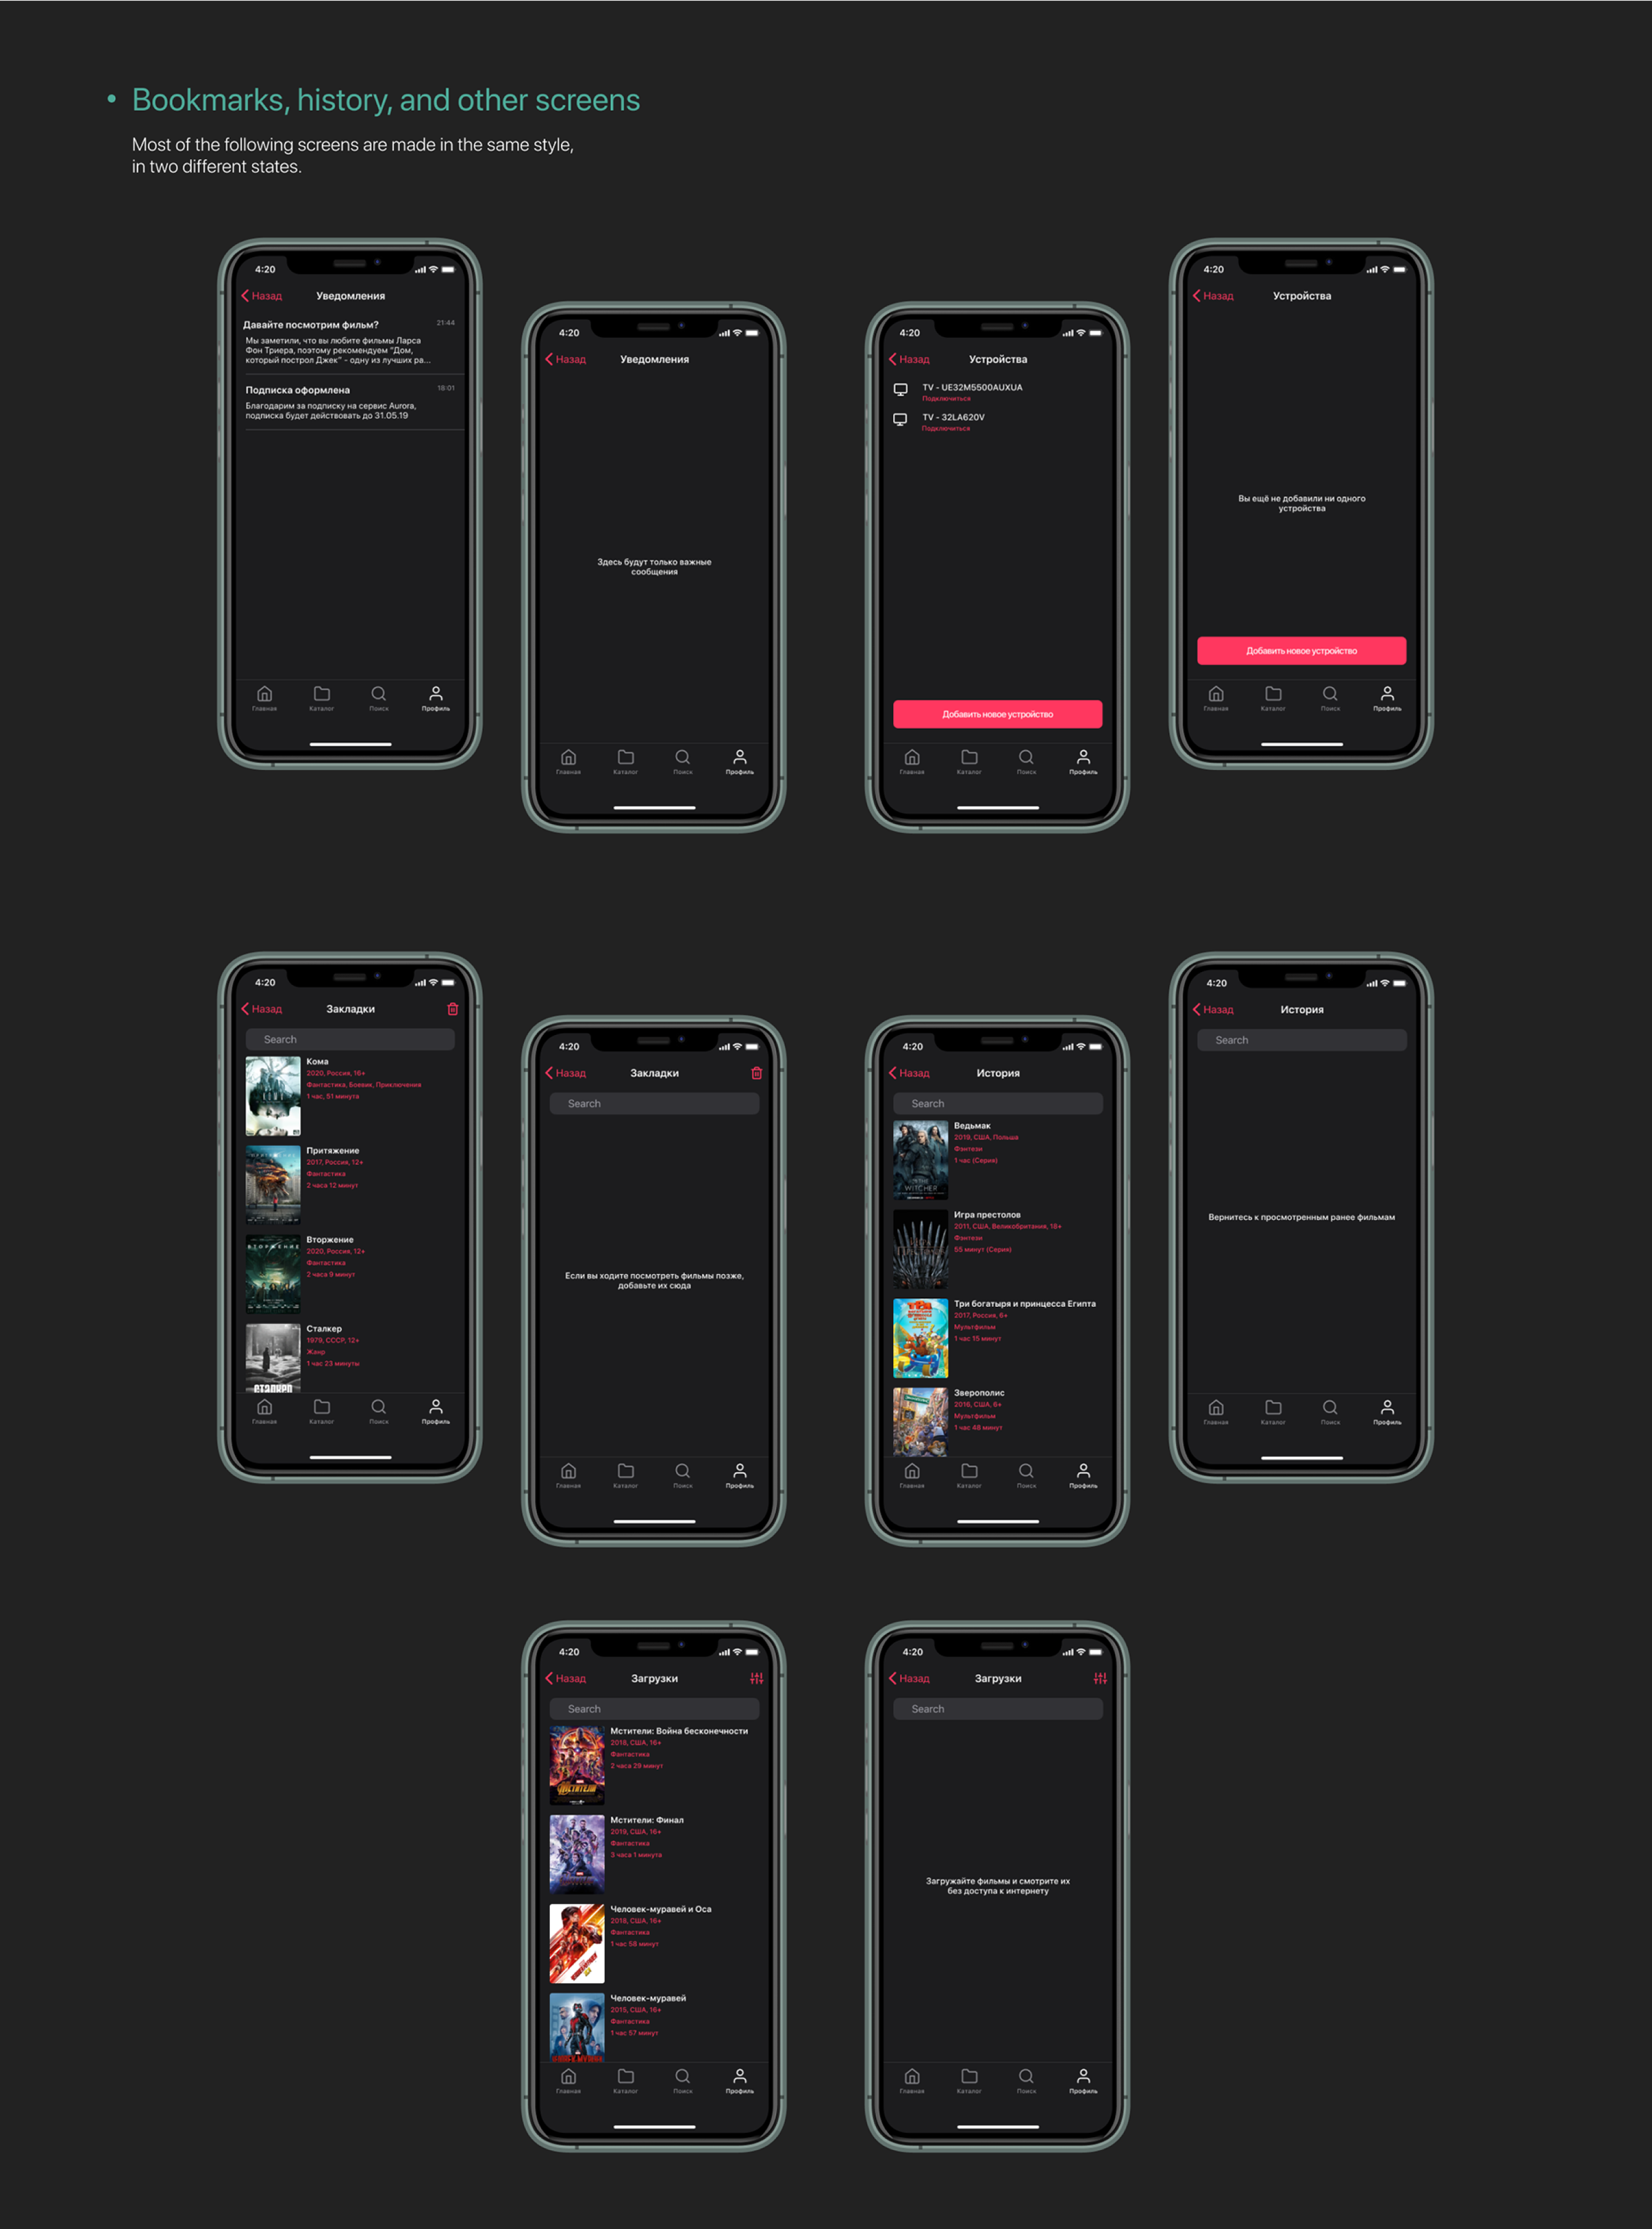 • Bookmarks, history, and other screens
Most of the following screens are made in the same style,
in two different states.
4:20
Назад
Уведомления
Давайте посмотрим фильм?
21:44
Мы заметили, что вы любите фильмы Ларса
Фон Триера, поэтому рекомендуем "Дом,
который построл Джек" - одну из лучших ра...
Подписка оформлена
18:01
Благодарим за подписку на сервис Aurora,
подписка будет действовать до 31.05.19
Главная
Каталог
Поиск
Профиль
4:20
Назад
Уведомления
Здесь будут только важные
сообщения
Главная
Каталог
Поиск
Профиль
4:20
Назад
Устройства
TV - UE32M5500AUXUA
Подключиться
TV - 32LA620V
Подключиться
Добавить новое устройство
Главная
Каталог
Поиск
Профиль
4:20
Назад
Устройства
Вы ещё не добавили ни одного
устройства
Добавить новое устройство
Главная
Каталог
Поиск
Профиль
4:20
Назад
Закладки
Search
Кома
2020, Россия, 16+
Фантастика, Боевик, Приключения
1 час, 51 минута
Притяжение
2017, Россия, 12+
Фантастика
2 часа 12 минут
ВТОРЖЕНИЕ
Вторжение
2020, Россия, 12+
Фантастика
2 часа 9 минут
Сталкер
1979, СССР, 12+
Жанр
1 час 23 минуты
СТАЛКЕР
Главная
Каталог
Поиск
Профиль
4:20
Назад
Закладки
Search
Если вы ходите посмотреть фильмы позже,
добавьте их сюда
Главная
Каталог
Поиск
Профиль
4:20
Назад
История
Search
Ведьмак
2019, США, Польша
Фэнтези
1 час (Серия)
THE
WITCHER
Игра престолов
2011, США, Великобритания, 18+
Фэнтези
55 минут (Серия)
Три богатыря и принцесса Египта
2017, Россия, 6+
Мультфильм
1 час 15 минут
Зверополис
2016, США, 6+
Мультфильм
1 час 48 минут
Главная
Каталог
Поиск
Профиль
4:20
Назад
История
Search
Вернитесь к просмотренным ранее фильмам
Главная
Каталог
Поиск
Профиль
4:20
Назад
Загрузки
Search
Мстители: Война бесконечности
2018, США, 16+
Фантастика
2 часа 29 минут
МСТИТЕЛИ
Мстители: Финал
2019, США, 16+
Фантастика
3 часа 1 минута
Человек-муравей и Оса
2018, США, 16+
Фантастика
1 час 58 минут
Человек-муравей
2015, США, 16+
Фантастика
1 час 57 минут
Главная
Каталог
Поиск
Профиль
4:20
Назад
Загрузки
Search
Загружайте фильмы и смотрите их
без доступа к интернету
Главная
Каталог
Поиск
Профиль